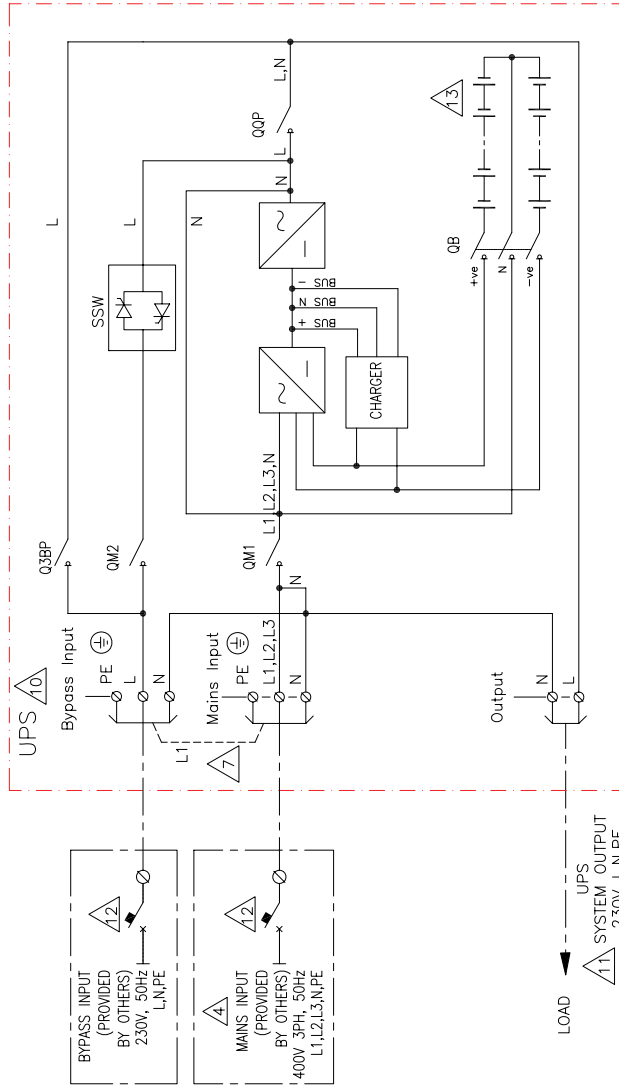 UPS
10
Bypass Input
PE
L
N
Q3BP
L
QM2
SSW
L
N
L1
7
Mains Input
PE
L1,L2,L3
N
QM1
L1,L2,L3,N
BUS +
BUS N
BUS -
CHARGER
N
L
QQP
L,N
QB
+ve
N
-ve
13
Output
N
L
12
BYPASS INPUT
(PROVIDED
BY OTHERS)
230V, 50Hz
L,N,PE
12
4
MAINS INPUT
(PROVIDED
BY OTHERS)
400V 3PH, 50Hz
L1,L2,L3,N,PE
LOAD
11
UPS
SYSTEM OUTPUT
230V, L,N,PE